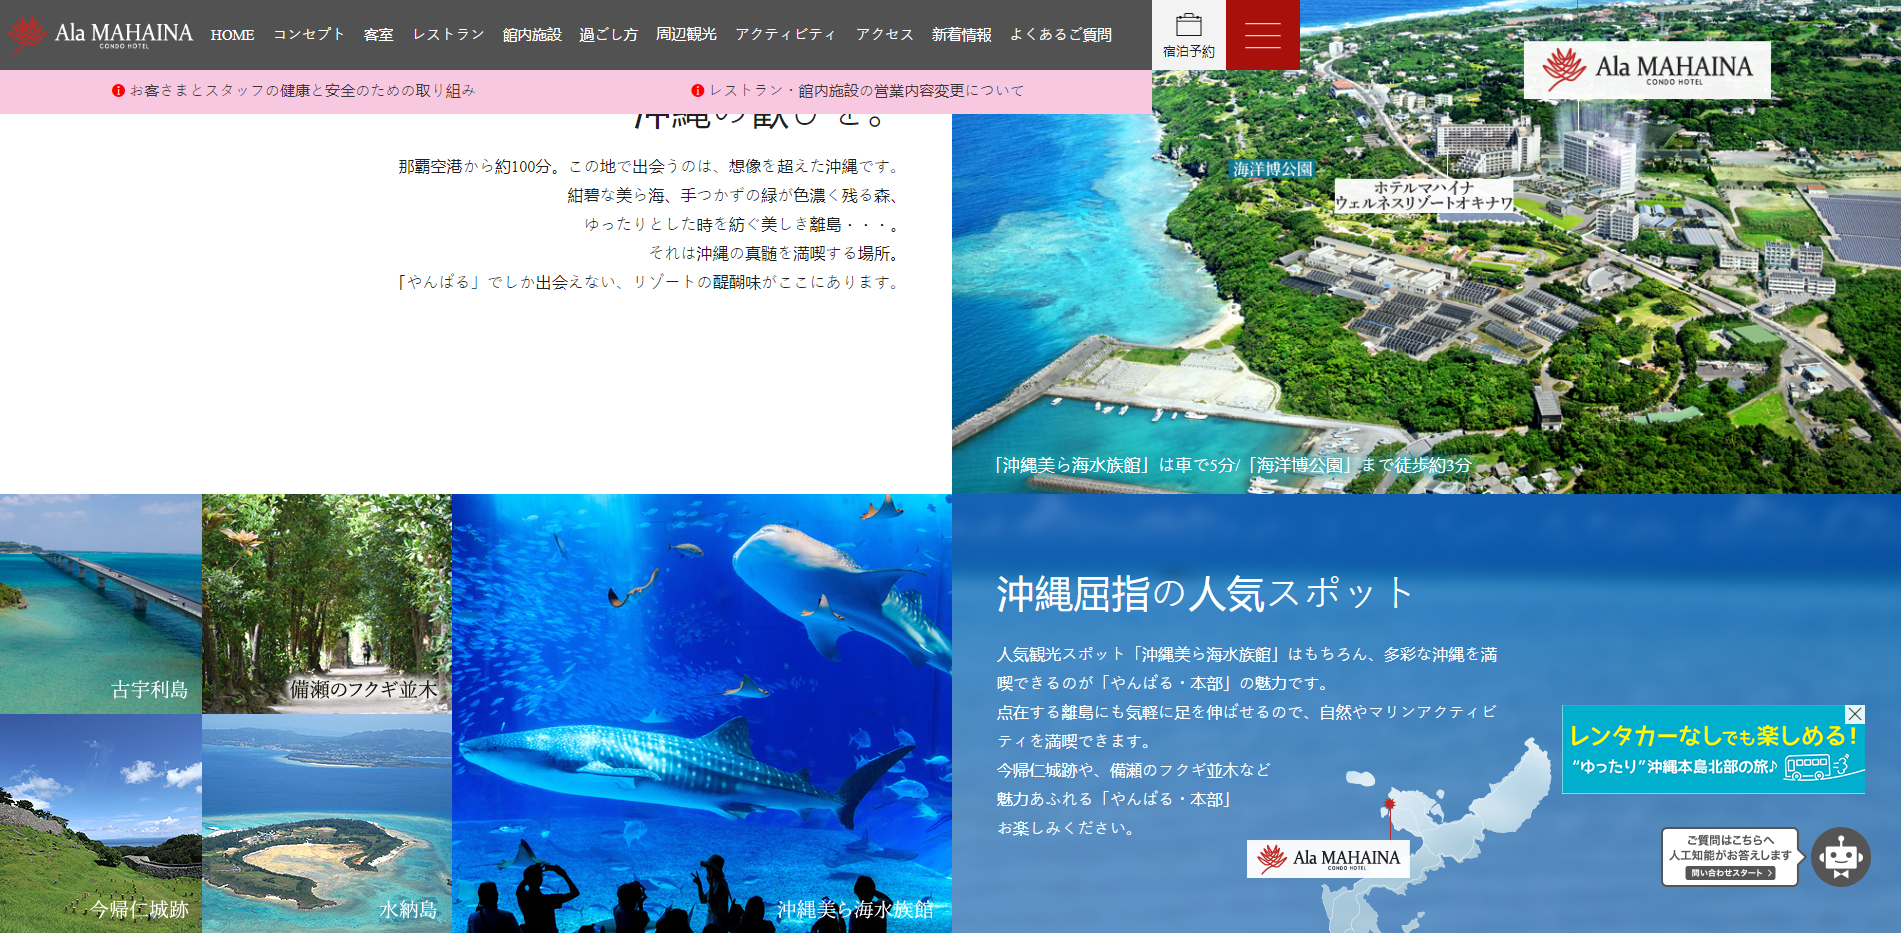 Ala MAHAINA
CONDO HOTEL
HOME コンセプト 客室 レストラン 館内施設 過ごし方 周辺観光 アクティビティ アクセス 新着情報 よくあるご質問
宿泊予約
お客さまとスタッフの健康と安全のための取り組み
レストラン・館内施設の営業内容変更について
沖縄の歓びを。
那覇空港から約100分。この地で出会うのは、想像を超えた沖縄です。
紺碧な美ら海、手つかずの緑が色濃く残る森、
ゆったりとした時を紡ぐ美しき離島・・・。
それは沖縄の真髄を満喫する場所。
「やんばる」でしか出会えない、リゾートの醍醐味がここにあります。
Ala MAHAINA
CONDO HOTEL
海洋博公園
ホテルマハイナ
ウェルネスリゾートオキナワ
「沖縄美ら海水族館」は車で5分/「海洋博公園」まで徒歩約3分
古宇利島
備瀬のフクギ並木
今帰仁城跡
水納島
沖縄美ら海水族館
沖縄屈指の人気スポット
人気観光スポット「沖縄美ら海水族館」はもちろん、多彩な沖縄を満
喫できるのが「やんばる・本部」の魅力です。
点在する離島にも気軽に足を伸ばせるので、自然やマリンアクティビ
ティを満喫できます。
今帰仁城跡や、備瀬のフクギ並木など
魅力あふれる「やんばる・本部」
お楽しみください。
Ala MAHAINA
CONDO HOTEL
レンタカーなしでも楽しめる!
“ゆったり”沖縄本島北部の旅♪
ご質問はこちらへ
人工知能がお答えします
問い合わせスタート